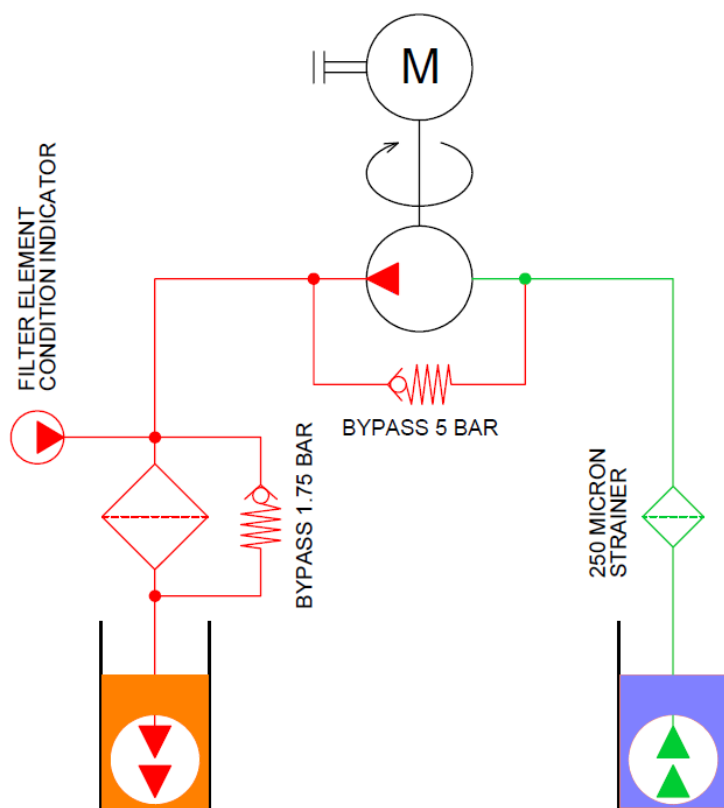 M
FILTER ELEMENT
CONDITION INDICATOR
BYPASS 5 BAR
BYPASS 1.75 BAR
250 MICRON
STRAINER